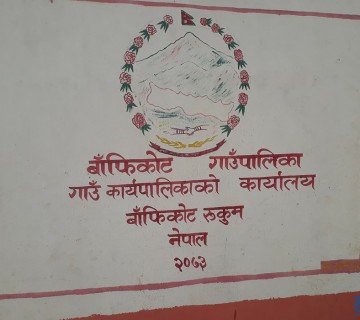 बाँफिकोट गाउँपालिका
गाउँ कार्यपालिकाको कार्यालय
बाँफिकोट रुकुम
नेपाल
२०७३